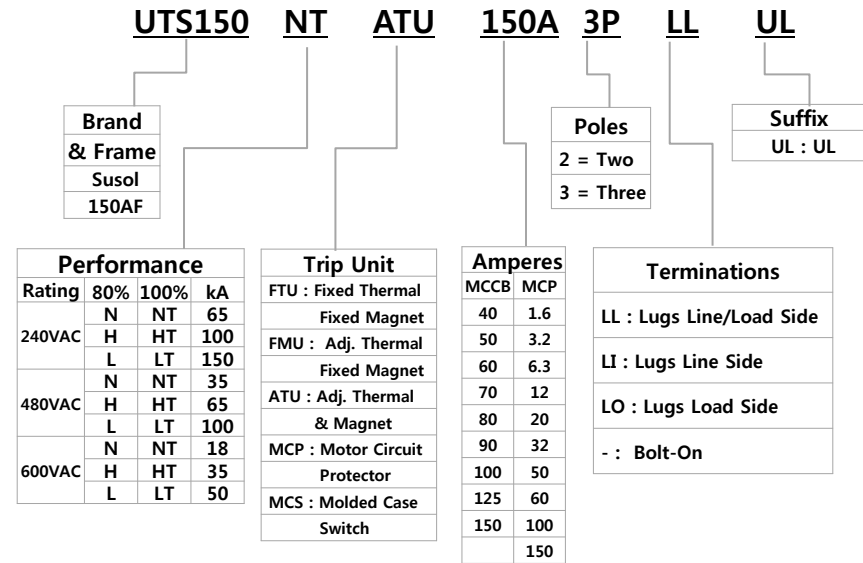 UTS150 NT ATU 150A 3P LL UL
Brand
& Frame
Susol
150AF
Poles
2 = Two
3 = Three
Suffix
UL : UL
Performance
Rating 80% 100% kA
240VAC
N NT 65
H HT 100
L LT 150
480VAC
N NT 35
H HT 65
L LT 100
600VAC
N NT 18
H HT 35
L LT 50
Trip Unit
FTU : Fixed Thermal
Fixed Magnet
FMU : Adj. Thermal
Fixed Magnet
ATU : Adj. Thermal
& Magnet
MCP : Motor Circuit
Protector
MCS : Molded Case
Switch
Amperes
MCCB MCP
40 1.6
50 3.2
60 6.3
70 12
80 20
90 32
100 50
125 60
150 100
150
Terminations
LL : Lugs Line/Load Side
LI : Lugs Line Side
LO : Lugs Load Side
- : Bolt-On